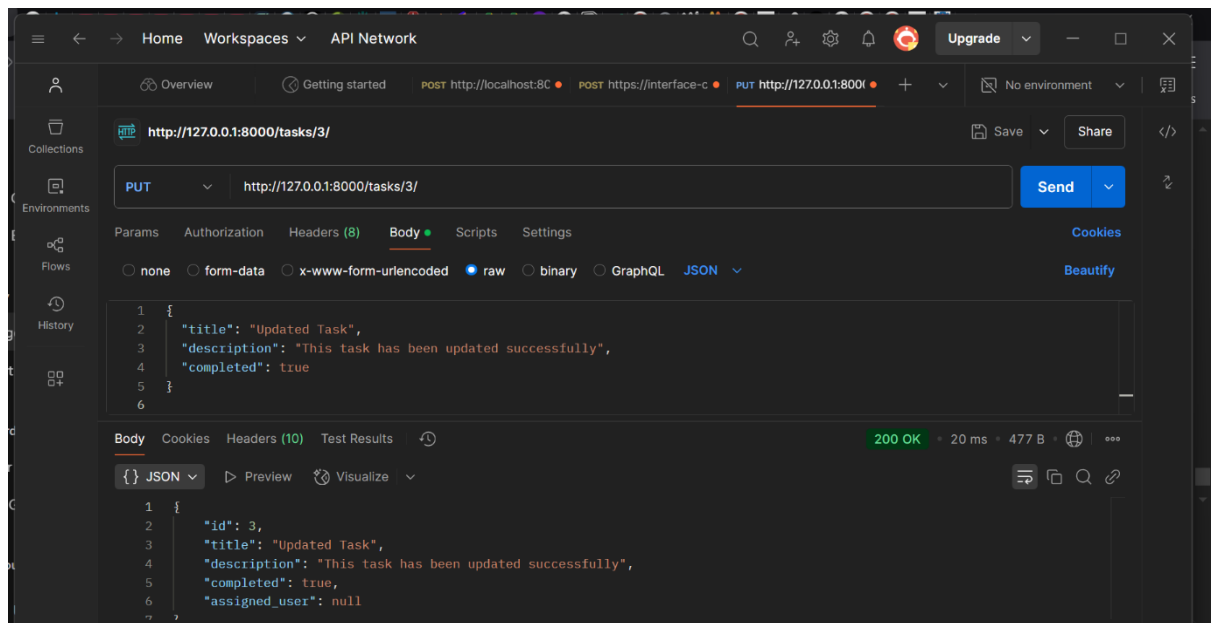 Home Workspaces API Network Upgrade
Overview Getting started POST http://localhost:80 POST https://interface-c PUT http://127.0.0.1:800 No environment
HTTP http://127.0.0.1:8000/tasks/3/ Save Share
Collections
PUT http://127.0.0.1:8000/tasks/3/ Send
Environments
Params Authorization Headers (8) Body Scripts Settings Cookies
Flows
none form-data x-www-form-urlencoded raw binary GraphQL JSON Beautify
History
1 {
2 "title": "Updated Task",
3 "description": "This task has been updated successfully",
4 "completed": true
5 }
6
Body Cookies Headers (10) Test Results 200 OK 20 ms 477 B
{} JSON Preview Visualize
1 {
2 "id": 3,
3 "title": "Updated Task",
4 "description": "This task has been updated successfully",
5 "completed": true,
6 "assigned_user": null
7 }